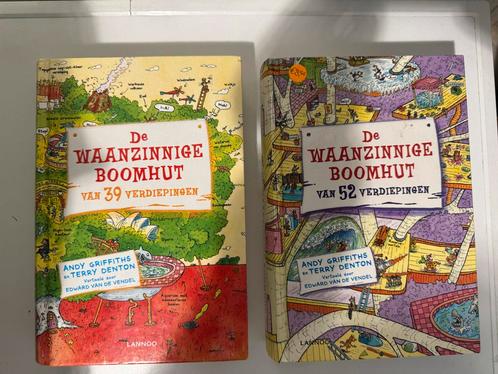 De
WAANZINNIGE
BOOMHUT
VAN 39 VERDIEPINGEN
ANDY GRIFFITHS
en TERRY DENTON
Vertaald door
EDWARD VAN DE VENDEL
LANNOO
De
WAANZINNIGE
BOOMHUT
VAN 52 VERDIEPINGEN
ANDY GRIFFITHS
en TERRY DENTON
Vertaald door
EDWARD VAN DE VENDEL
LANNOO